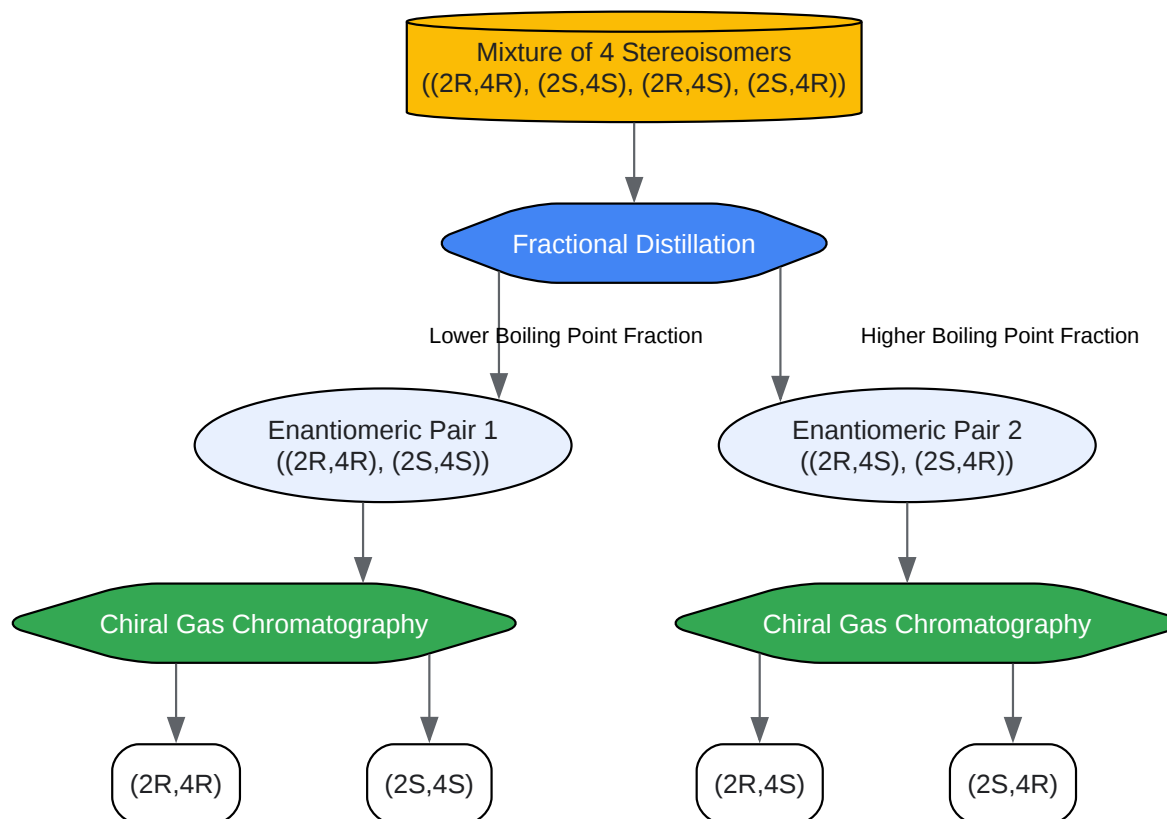 Mixture of 4 Stereoisomers
((2R,4R), (2S,4S), (2R,4S), (2S,4R))
Fractional Distillation
Lower Boiling Point Fraction
Higher Boiling Point Fraction
Enantiomeric Pair 1
((2R,4R), (2S,4S))
Enantiomeric Pair 2
((2R,4S), (2S,4R))
Chiral Gas Chromatography
Chiral Gas Chromatography
(2R,4R)
(2S,4S)
(2R,4S)
(2S,4R)